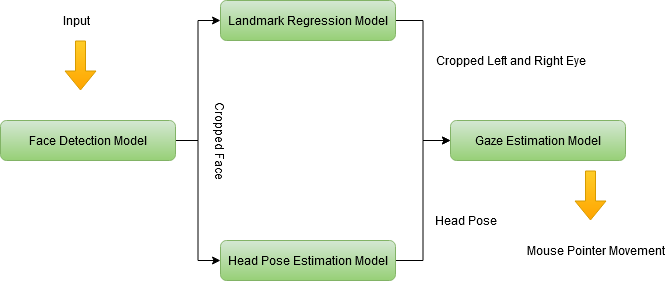 Input
Landmark Regression Model
Cropped Left and Right Eye
Face Detection Model
Cropped Face
Gaze Estimation Model
Head Pose
Head Pose Estimation Model
Mouse Pointer Movement